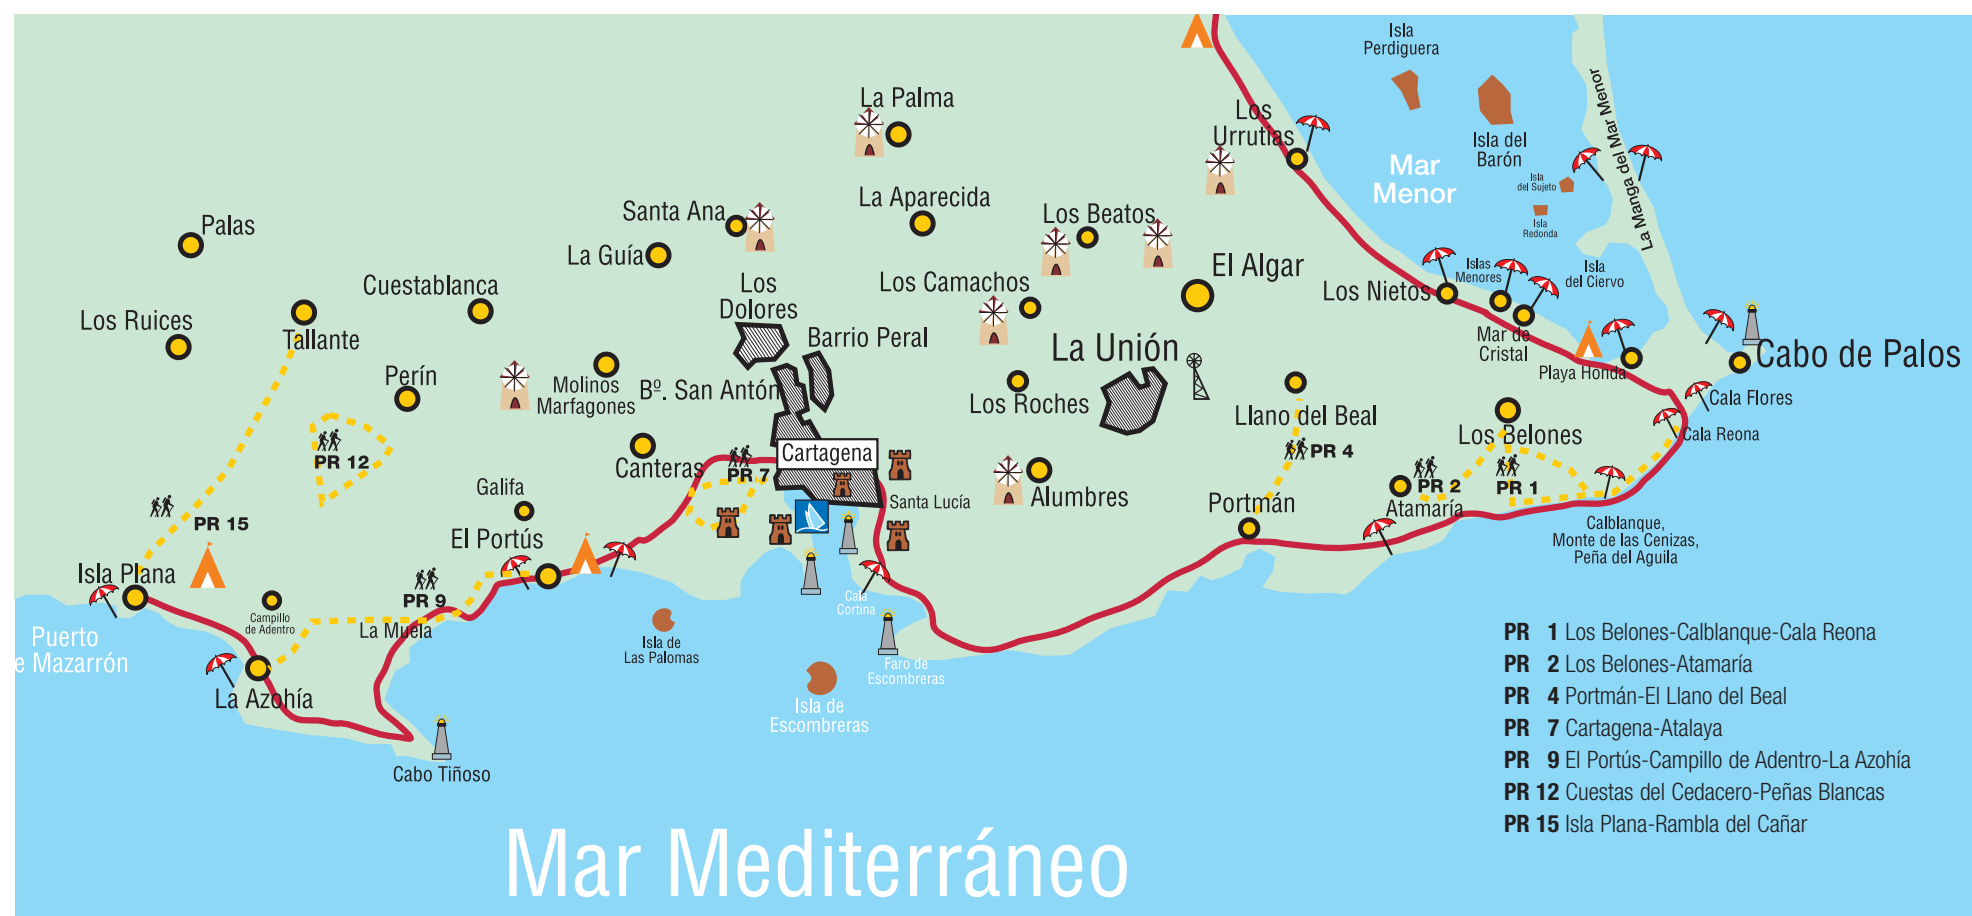 Isla
Perdiguera
La Palma
Los
Urrutias
Isla del
Barón
Mar
Menor
La Manga del Mar Menor
Isla
del Sujeto
Isla
Redonda
Palas
Santa Ana
La Aparecida
Los Beatos
La Guía
El Algar
Islas
Menores
Isla
del Ciervo
Cuestablanca
Los
Dolores
Los Camachos
Los Nietos
Los Ruices
Tallante
Barrio Peral
La Unión
Mar de
Cristal
Cabo de Palos
Perín
Molinos
Marfagones
Bº. San Antón
Los Roches
Playa Honda
Cala Flores
Llano del Beal
Los Belones
Cala Reona
Cartagena
Canteras
PR 12
PR 7
PR 4
PR 2
PR 1
Galifa
Santa Lucía
Alumbres
Portmán
Atamaría
PR 15
El Portús
Calblanque,
Monte de las Cenizas,
Peña del Aguila
Isla Plana
PR 9
Cala
Cortina
Campillo
de Adentro
La Muela
Puerto
e Mazarrón
Isla de
Las Palomas
Faro de
Escombreras
La Azohía
Isla de
Escombreras
Cabo Tiñoso
PR 1 Los Belones-Calblanque-Cala Reona
PR 2 Los Belones-Atamaría
PR 4 Portmán-El Llano del Beal
PR 7 Cartagena-Atalaya
PR 9 El Portús-Campillo de Adentro-La Azohía
PR 12 Cuestas del Cedacero-Peñas Blancas
PR 15 Isla Plana-Rambla del Cañar
Mar Mediterráneo